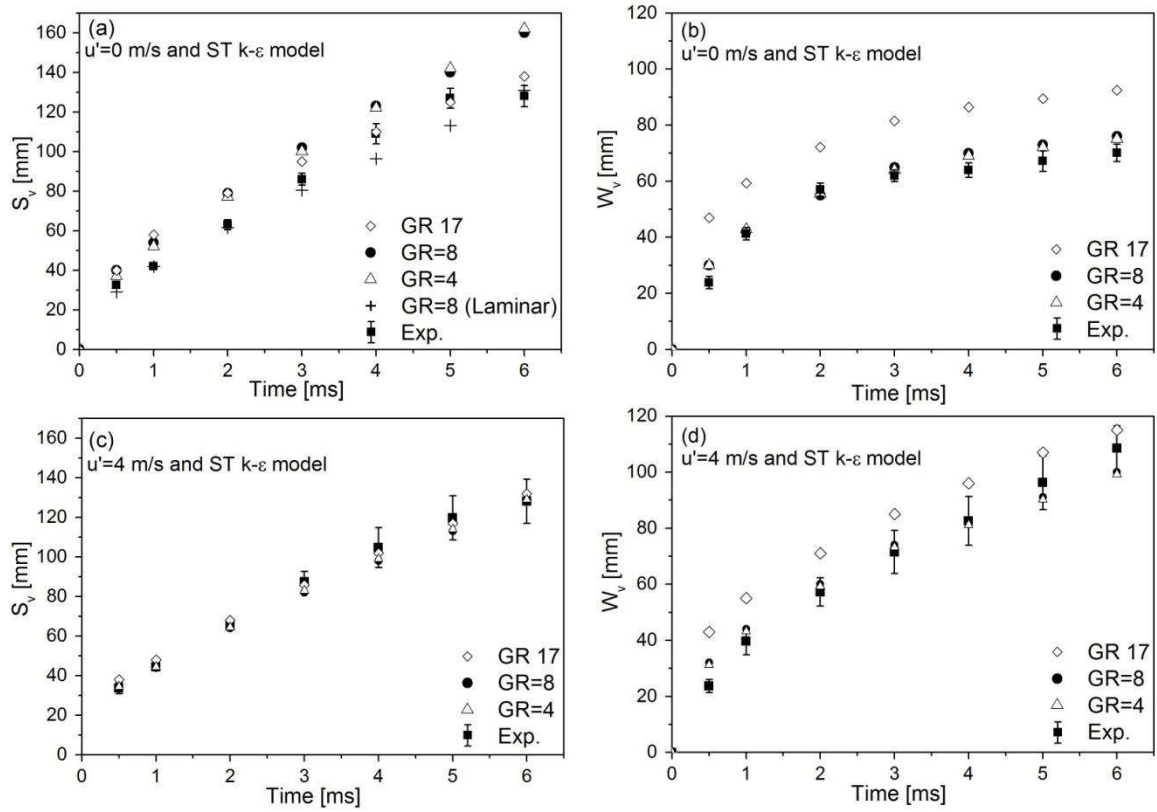 (a)
u'=0 m/s and ST k-ε model
160
140
120
100
80
60
40
20
0
Sv [mm]
GR 17
GR=8
GR=4
GR=8 (Laminar)
Exp.
0 1 2 3 4 5 6
Time [ms]
(b)
u'=0 m/s and ST k-ε model
120
100
80
60
40
20
0
Wv [mm]
GR 17
GR=8
GR=4
Exp.
0 1 2 3 4 5 6
Time [ms]
(c)
u'=4 m/s and ST k-ε model
160
140
120
100
80
60
40
20
0
Sv [mm]
GR 17
GR=8
GR=4
Exp.
0 1 2 3 4 5 6
Time [ms]
(d)
u'=4 m/s and ST k-ε model
120
100
80
60
40
20
0
Wv [mm]
GR 17
GR=8
GR=4
Exp.
0 1 2 3 4 5 6
Time [ms]